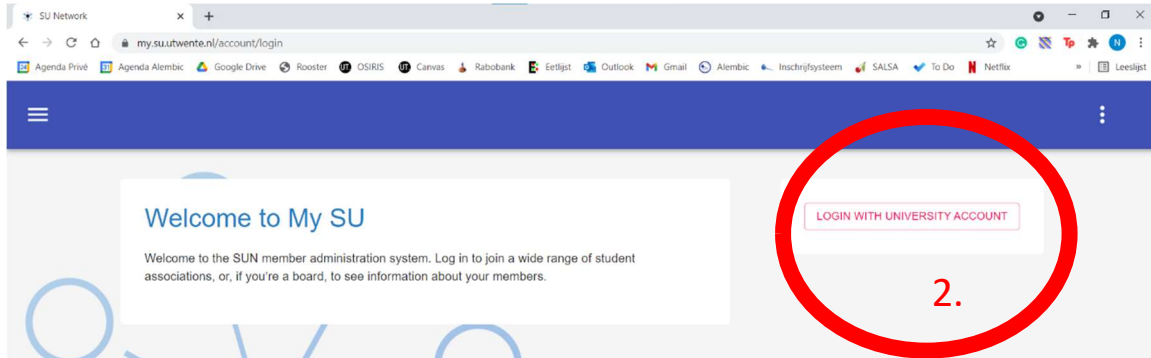 SU Network
my.su.utwente.nl/account/login
N
Agenda Privé Agenda Alembic Google Drive Rooster UT OSIRIS UT Canvas Rabobank Eetlijst Outlook Gmail Alembic Inschrijfsysteem SALSA To Do Netflix » Leeslijst
Welcome to My SU
LOGIN WITH UNIVERSITY ACCOUNT
Welcome to the SUN member administration system. Log in to join a wide range of student
associations, or, if you're a board, to see information about your members.
2.